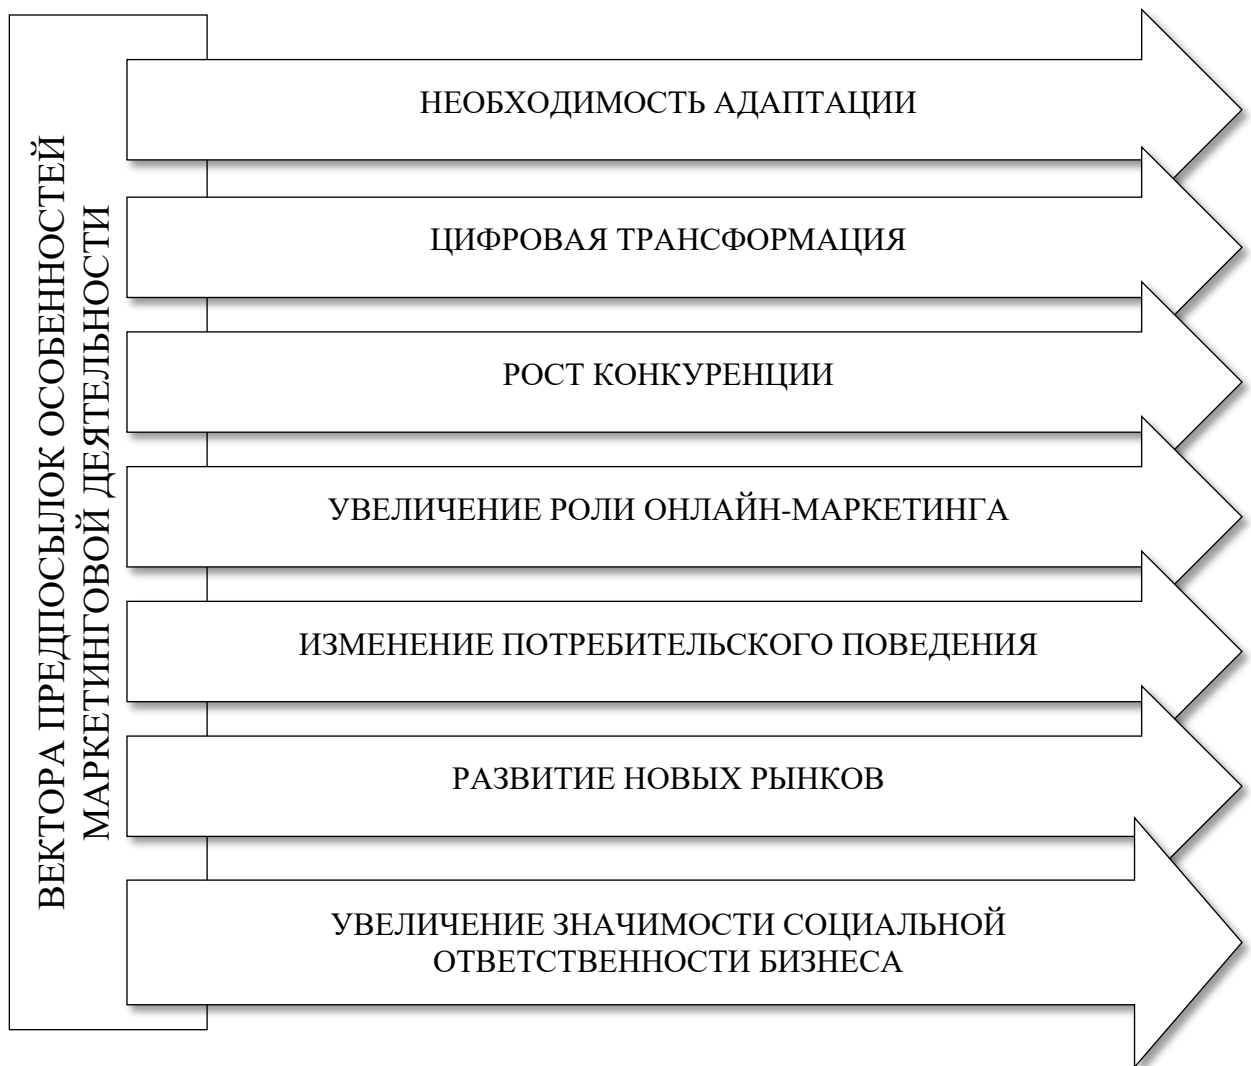 ВЕКТОРА ПРЕДПОСЫЛОК ОСОБЕННОСТЕЙ
МАРКЕТИНГОВОЙ ДЕЯТЕЛЬНОСТИ
НЕОБХОДИМОСТЬ АДАПТАЦИИ
ЦИФРОВАЯ ТРАНСФОРМАЦИЯ
РОСТ КОНКУРЕНЦИИ
УВЕЛИЧЕНИЕ РОЛИ ОНЛАЙН-МАРКЕТИНГА
ИЗМЕНЕНИЕ ПОТРЕБИТЕЛЬСКОГО ПОВЕДЕНИЯ
РАЗВИТИЕ НОВЫХ РЫНКОВ
УВЕЛИЧЕНИЕ ЗНАЧИМОСТИ СОЦИАЛЬНОЙ
ОТВЕТСТВЕННОСТИ БИЗНЕСА